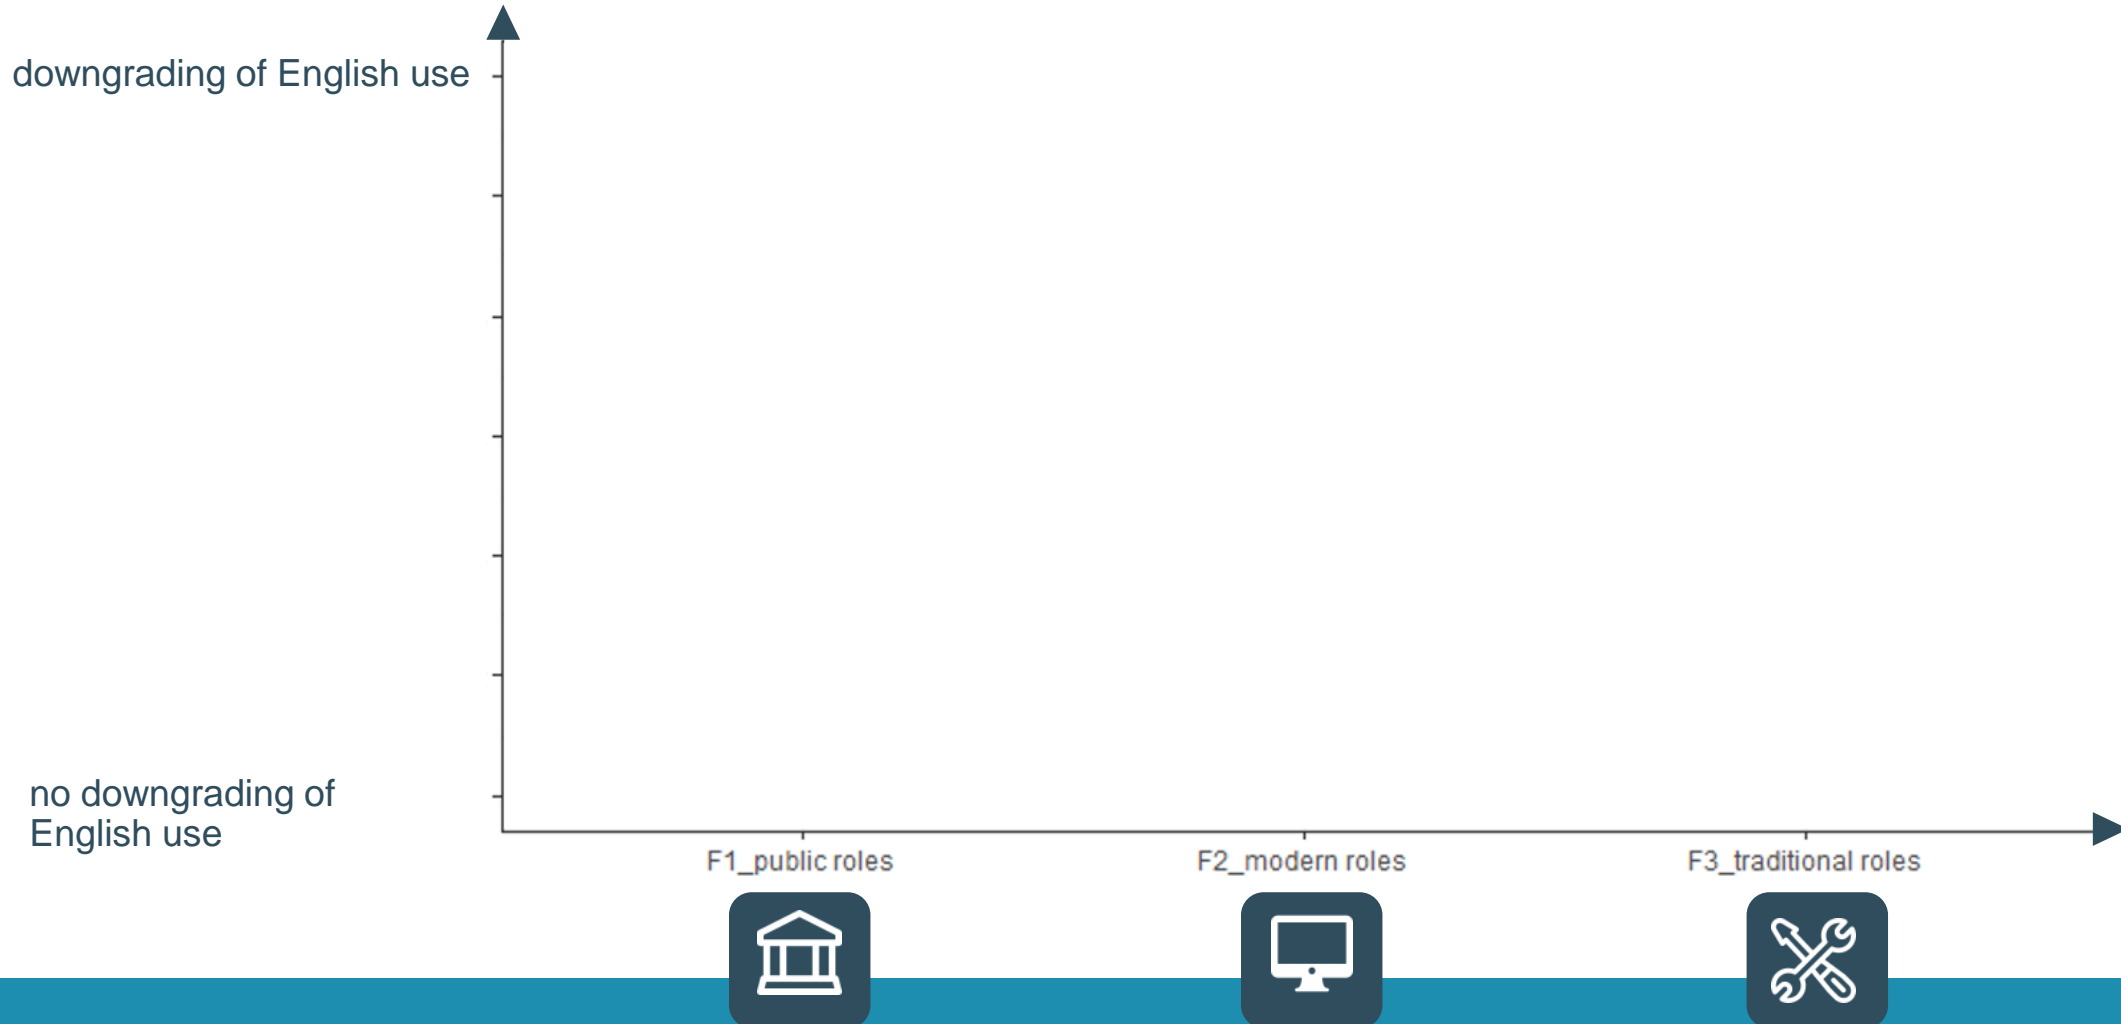 downgrading of English use
no downgrading of
English use
F1_public roles
F2_modern roles
F3_traditional roles